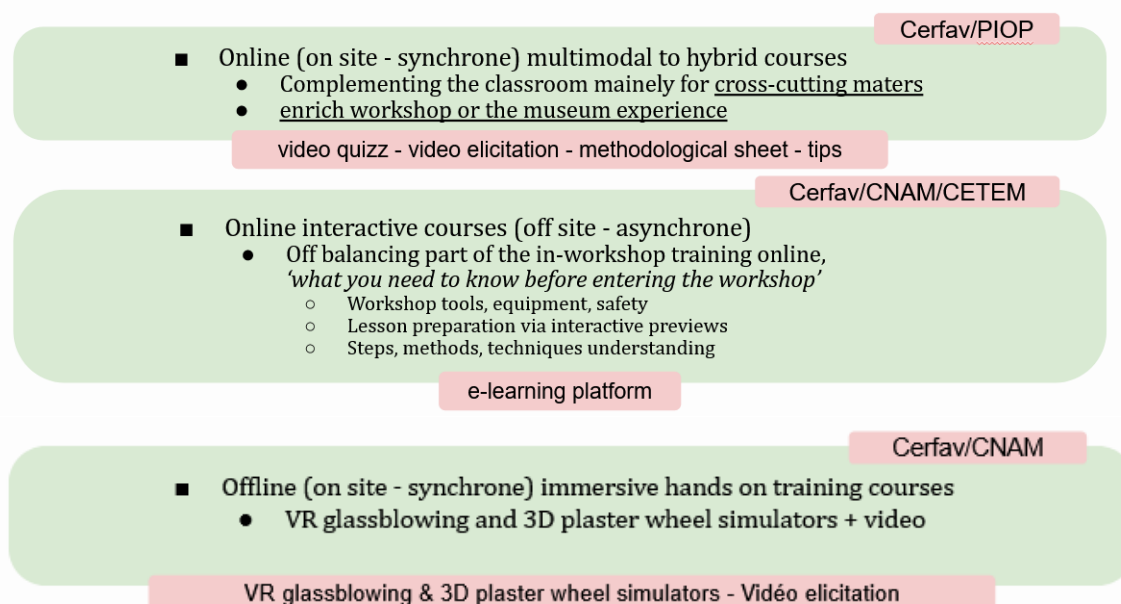 Cerfav/PIOP
■ Online (on site - synchrone) multimodal to hybrid courses
● Complementing the classroom mainly for cross-cutting maters
● enrich workshop or the museum experience
video quizz - video elicitation - methodological sheet - tips
Cerfav/CNAM/CETEM
■ Online interactive courses (off site - asynchrone)
● Off balancing part of the in-workshop training online,
‘what you need to know before entering the workshop’
○ Workshop tools, equipment, safety
○ Lesson preparation via interactive previews
○ Steps, methods, techniques understanding
e-learning platform
Cerfav/CNAM
■ Offline (on site - synchrone) immersive hands on training courses
● VR glassblowing and 3D plaster wheel simulators + video
VR glassblowing & 3D plaster wheel simulators - Vidéo elicitation